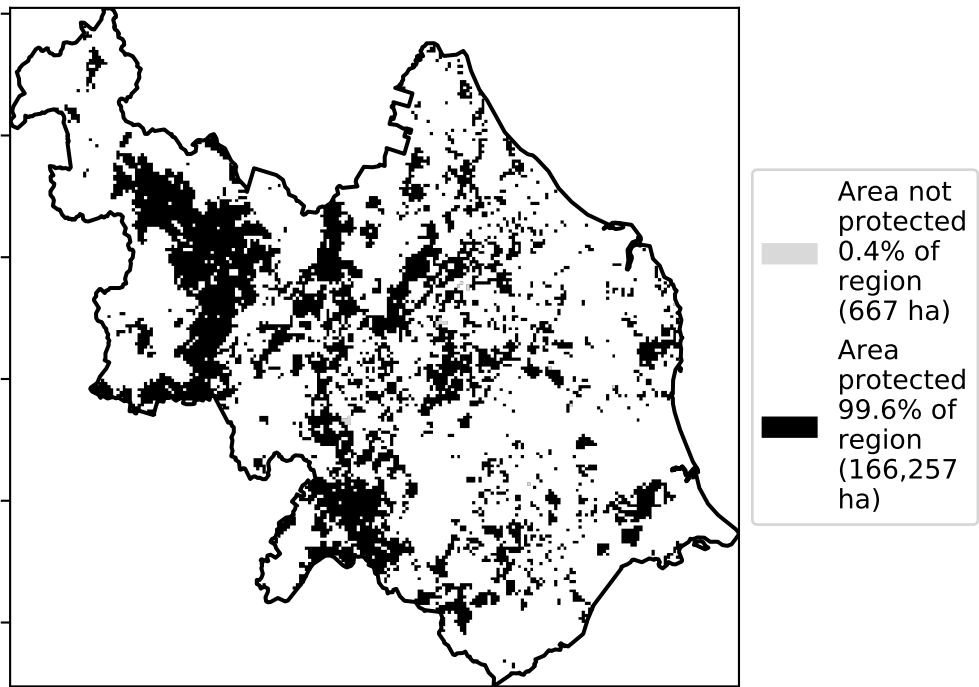 Area not
protected
0.4% of
region
(667 ha)
Area
protected
99.6% of
region
(166,257
ha)